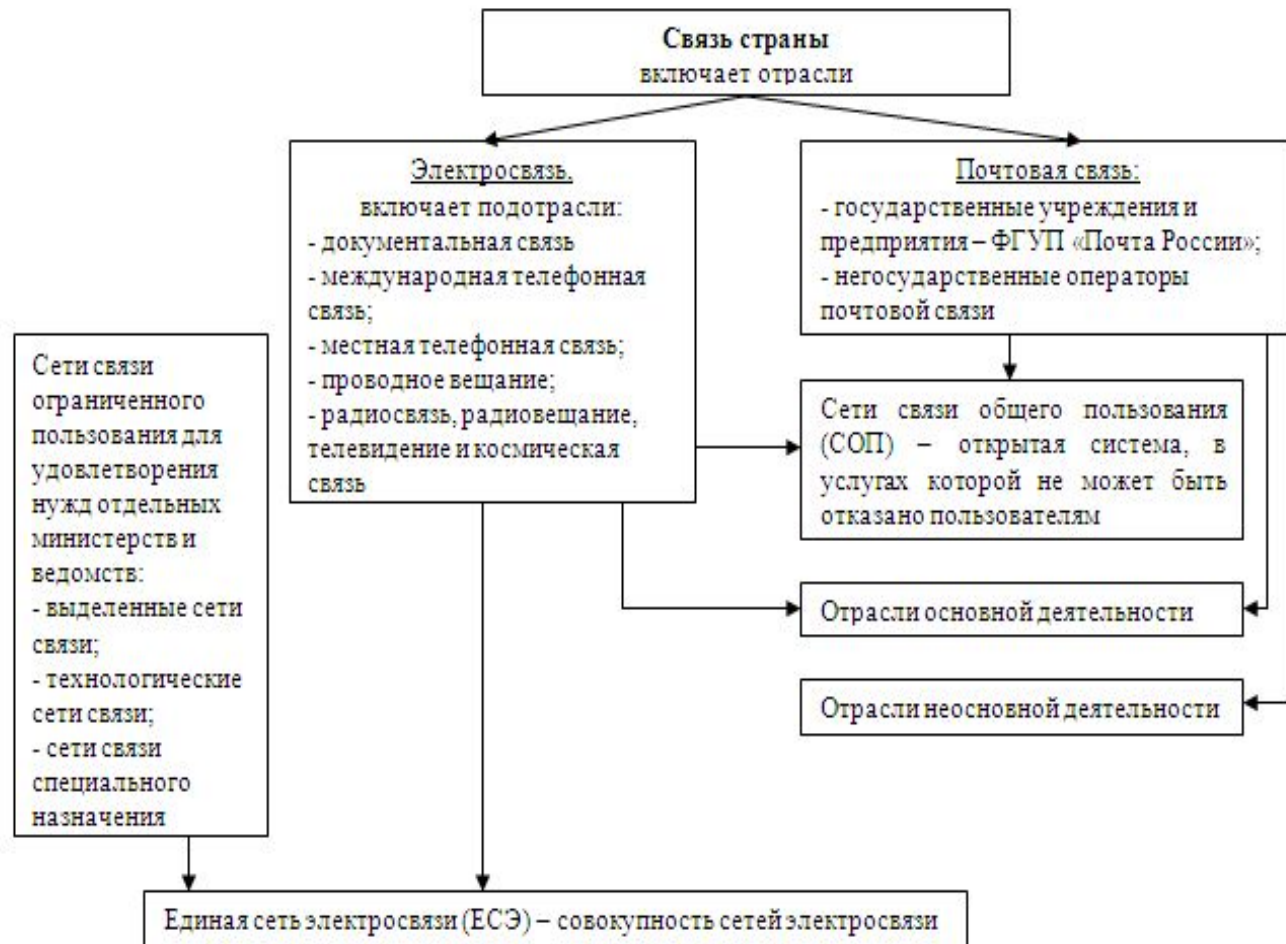 Связь страны
включает отрасли
Электросвязь,
включает подотрасли:
- документальная связь
- международная телефонная
связь;
- местная телефонная связь;
- проводное вещание;
- радиосвязь, радиовещание,
телевидение и космическая
связь
Почтовая связь:
- государственные учреждения и
предприятия – ФГУП «Почта России»;
- негосударственные операторы
почтовой связи
Сети связи
ограниченного
пользования для
удовлетворения
нужд отдельных
министерств и
ведомств:
- выделенные сети
связи;
- технологические
сети связи;
- сети связи
специального
назначения
Сети связи общего пользования
(СОП) – открытая система, в
услугах которой не может быть
отказано пользователям
Отрасли основной деятельности
Отрасли неосновной деятельности
Единая сеть электросвязи (ЕСЭ) – совокупность сетей электросвязи